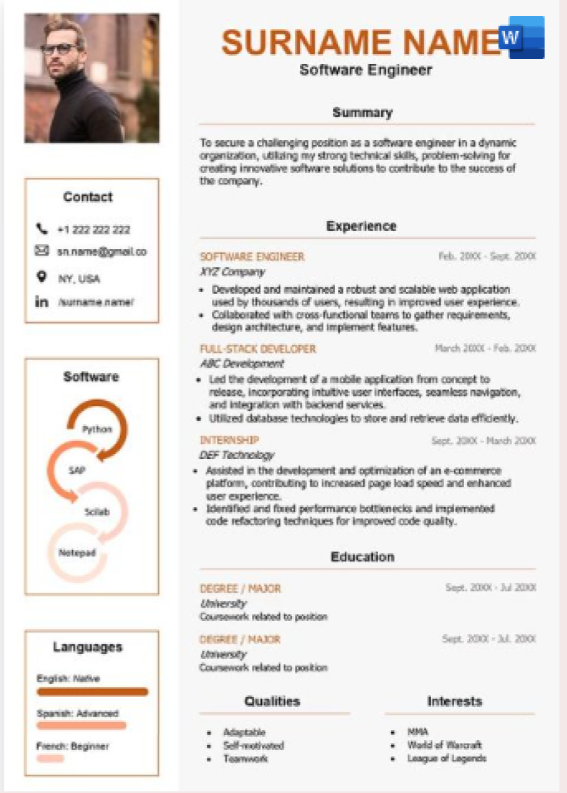 SURNAME NAME
W
Software Engineer
Contact
+1 222 222 222
sn.name@gmail.co
NY, USA
in /surname.name/
Software
Python
SAP
Scilab
Notepad
Languages
English: Native
Spanish: Advanced
French: Beginner
Summary
To secure a challenging position as a software engineer in a dynamic
organization, utilizing my strong technical skills, problem-solving for
creating innovative software solutions to contribute to the success of
the company.
Experience
SOFTWARE ENGINEER Feb. 20XX - Sept. 20XX
XYZ Company
• Developed and maintained a robust and scalable web application
used by thousands of users, resulting in improved user experience.
• Collaborated with cross-functional teams to gather requirements,
design architecture, and implement features.
FULL-STACK DEVELOPER March 20XX - Feb. 20XX
ABC Development
• Led the development of a mobile application from concept to
release, incorporating intuitive user interfaces, seamless navigation,
and integration with backend services.
• Utilized database technologies to store and retrieve data efficiently.
INTERNSHIP Sept. 20XX - March 20XX
DEF Technology
• Assisted in the development and optimization of an e-commerce
platform, contributing to increased page load speed and enhanced
user experience.
• Identified and fixed performance bottlenecks and implemented
code refactoring techniques for improved code quality.
Education
DEGREE / MAJOR Sept. 20XX - Jul 20XX
University
Coursework related to position
DEGREE / MAJOR Sept. 20XX - Jul. 20XX
University
Coursework related to position
Qualities
• Adaptable
• Self-motivated
• Teamwork
Interests
• MMA
• World of Warcraft
• League of Legends